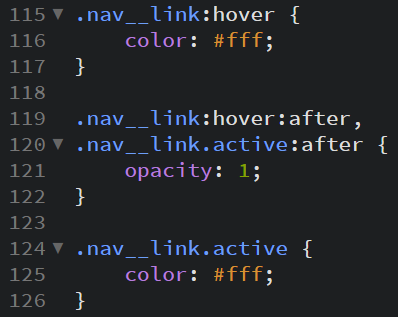 115 ▼ .nav__link:hover {
116     color: #fff;
117 }
118
119 .nav__link:hover:after,
120 ▼ .nav__link.active:after {
121     opacity: 1;
122 }
123
124 ▼ .nav__link.active {
125     color: #fff;
126 }